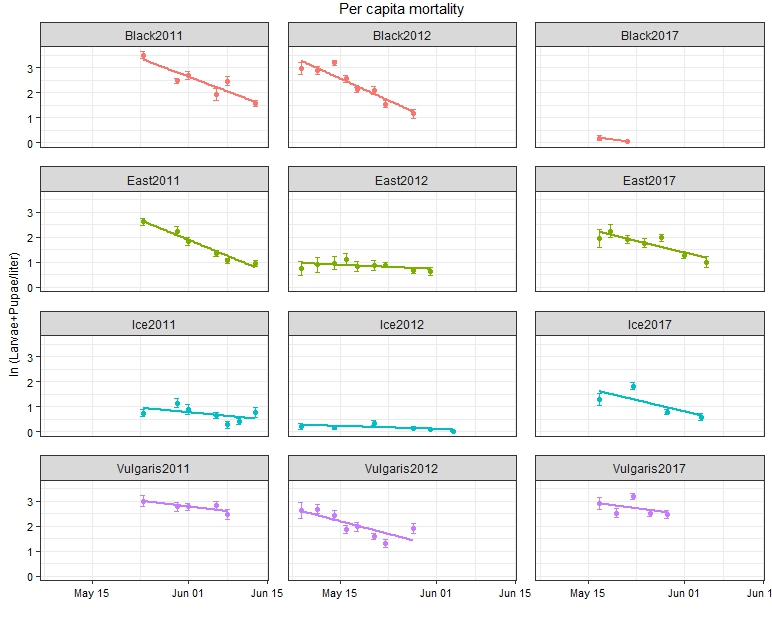 Per capita mortality
Black2011 Black2012 Black2017
3
2
1
0
East2011 East2012 East2017
3
2
1
0
ln (Larvae+Pupae/liter)
Ice2011 Ice2012 Ice2017
3
2
1
0
Vulgaris2011 Vulgaris2012 Vulgaris2017
3
2
1
0
May 15 Jun 01 Jun 15 May 15 Jun 01 Jun 15 May 15 Jun 01 Jun 1